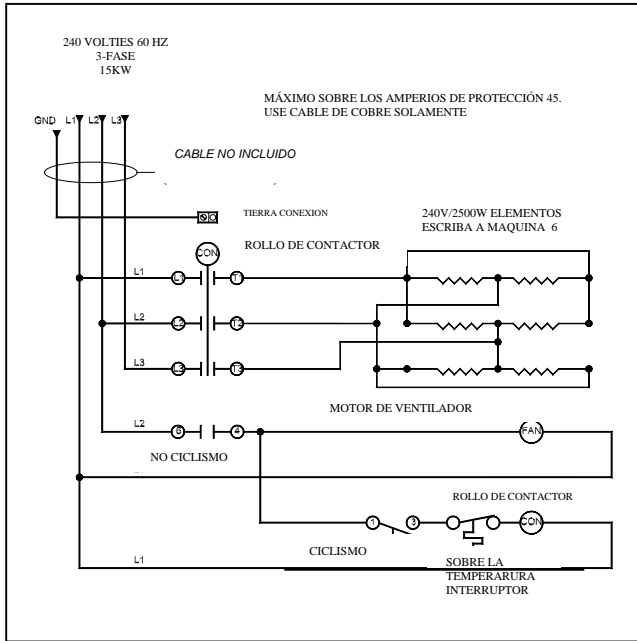 240 VOLTIES 60 HZ
3-FASE
15KW
MÁXIMO SOBRE LOS AMPERIOS DE PROTECCIÓN 45.
USE CABLE DE COBRE SOLAMENTE
GND L1 L2 L3
CABLE NO INCLUIDO
TIERRA CONEXION
240V/2500W ELEMENTOS
ESCRIBA A MAQUINA 6
ROLLO DE CONTACTOR
CON
L1 L1 T1
L2 L2 T2
L3 L3 T3
MOTOR DE VENTILADOR
L2 6 4 FAN
NO CICLISMO
ROLLO DE CONTACTOR
1 3 CON
CICLISMO
L1
SOBRE LA
TEMPERARURA
INTERRUPTOR